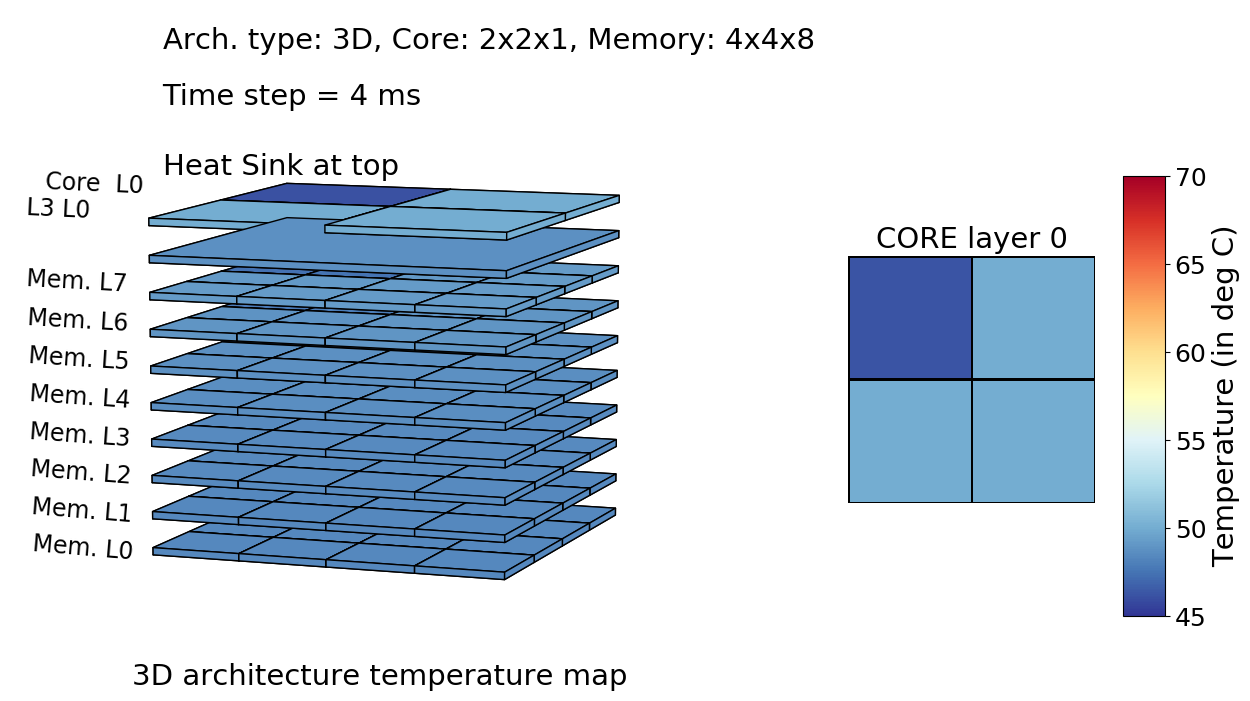 Arch. type: 3D, Core: 2x2x1, Memory: 4x4x8
Time step = 4 ms
Heat Sink at top
Core  L0
L3 L0
Mem. L7
Mem. L6
Mem. L5
Mem. L4
Mem. L3
Mem. L2
Mem. L1
Mem. L0
3D architecture temperature map
CORE layer 0
70
65
60
55
50
45
Temperature (in deg C)